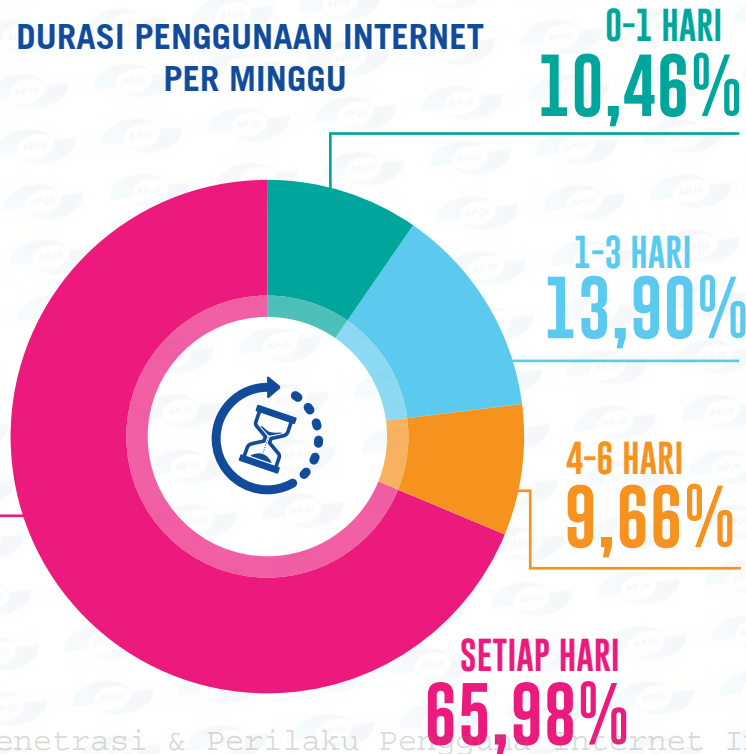 DURASI PENGGUNAAN INTERNET
PER MINGGU
0-1 HARI
10,46%
1-3 HARI
13,90%
4-6 HARI
9,66%
SETIAP HARI
65,98%
enetrasi & Perilaku Pengguna Internet I